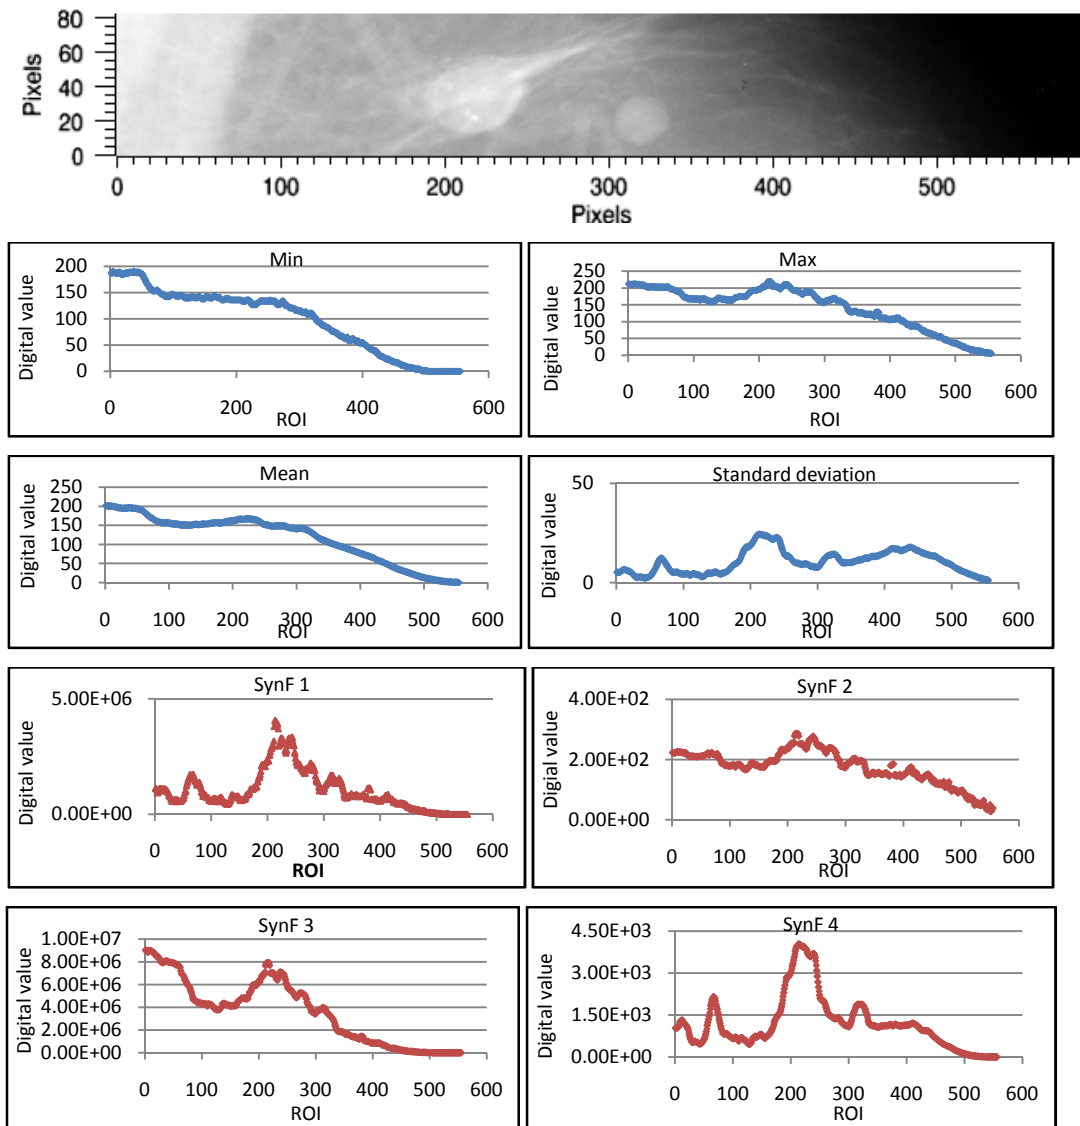 80
60
40
20
0
Pixels
0 100 200 300 400 500
Pixels
Min
200
150
100
50
0
Digital value
0 200 400 600
ROI
Max
250
200
150
100
50
0
Digital value
0 100 200 300 400 500 600
ROI
Mean
250
200
150
100
50
0
Digital value
0 100 200 300 400 500 600
ROI
Standard deviation
50
0
Digital value
0 100 200 300 400 500 600
ROI
SynF 1
5.00E+06
0.00E+00
Digital value
0 100 200 300 400 500 600
ROI
SynF 2
4.00E+02
2.00E+02
0.00E+00
Digial value
0 100 200 300 400 500 600
ROI
SynF 3
1.00E+07
8.00E+06
6.00E+06
4.00E+06
2.00E+06
0.00E+00
Digital value
0 100 200 300 400 500 600
ROI
SynF 4
4.50E+03
3.00E+03
1.50E+03
0.00E+00
Digital value
0 100 200 300 400 500 600
ROI